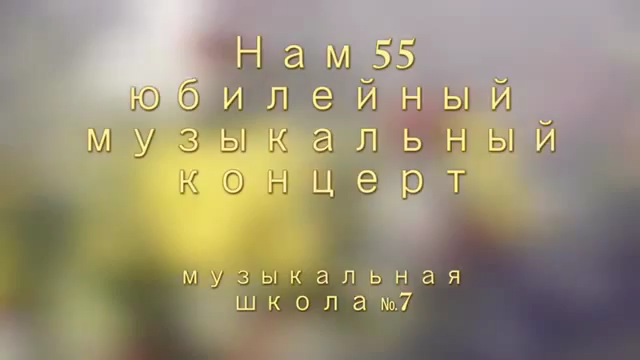 Нам 55
юбилейный
музыкальный
концерт
музыкальная
школа №7